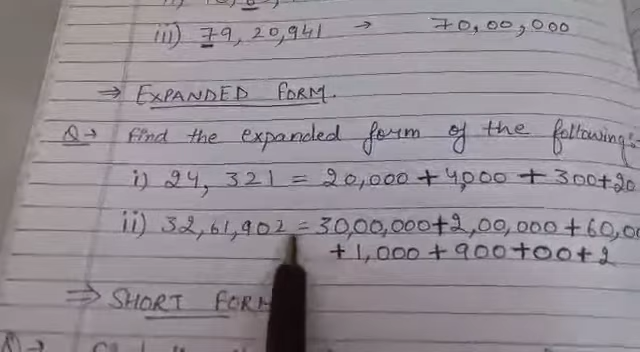 iii) 79,20,941 → 70,00,000
⇒ EXPANDED FORM.
Q→ Find the expanded form of the following:
i) 24, 321 = 20,000 + 4,000 + 300+20
ii) 32,61,902 = 30,00,000+2,00,000+60,00
+1,000 + 900 +00+2
⇒ SHORT FORM